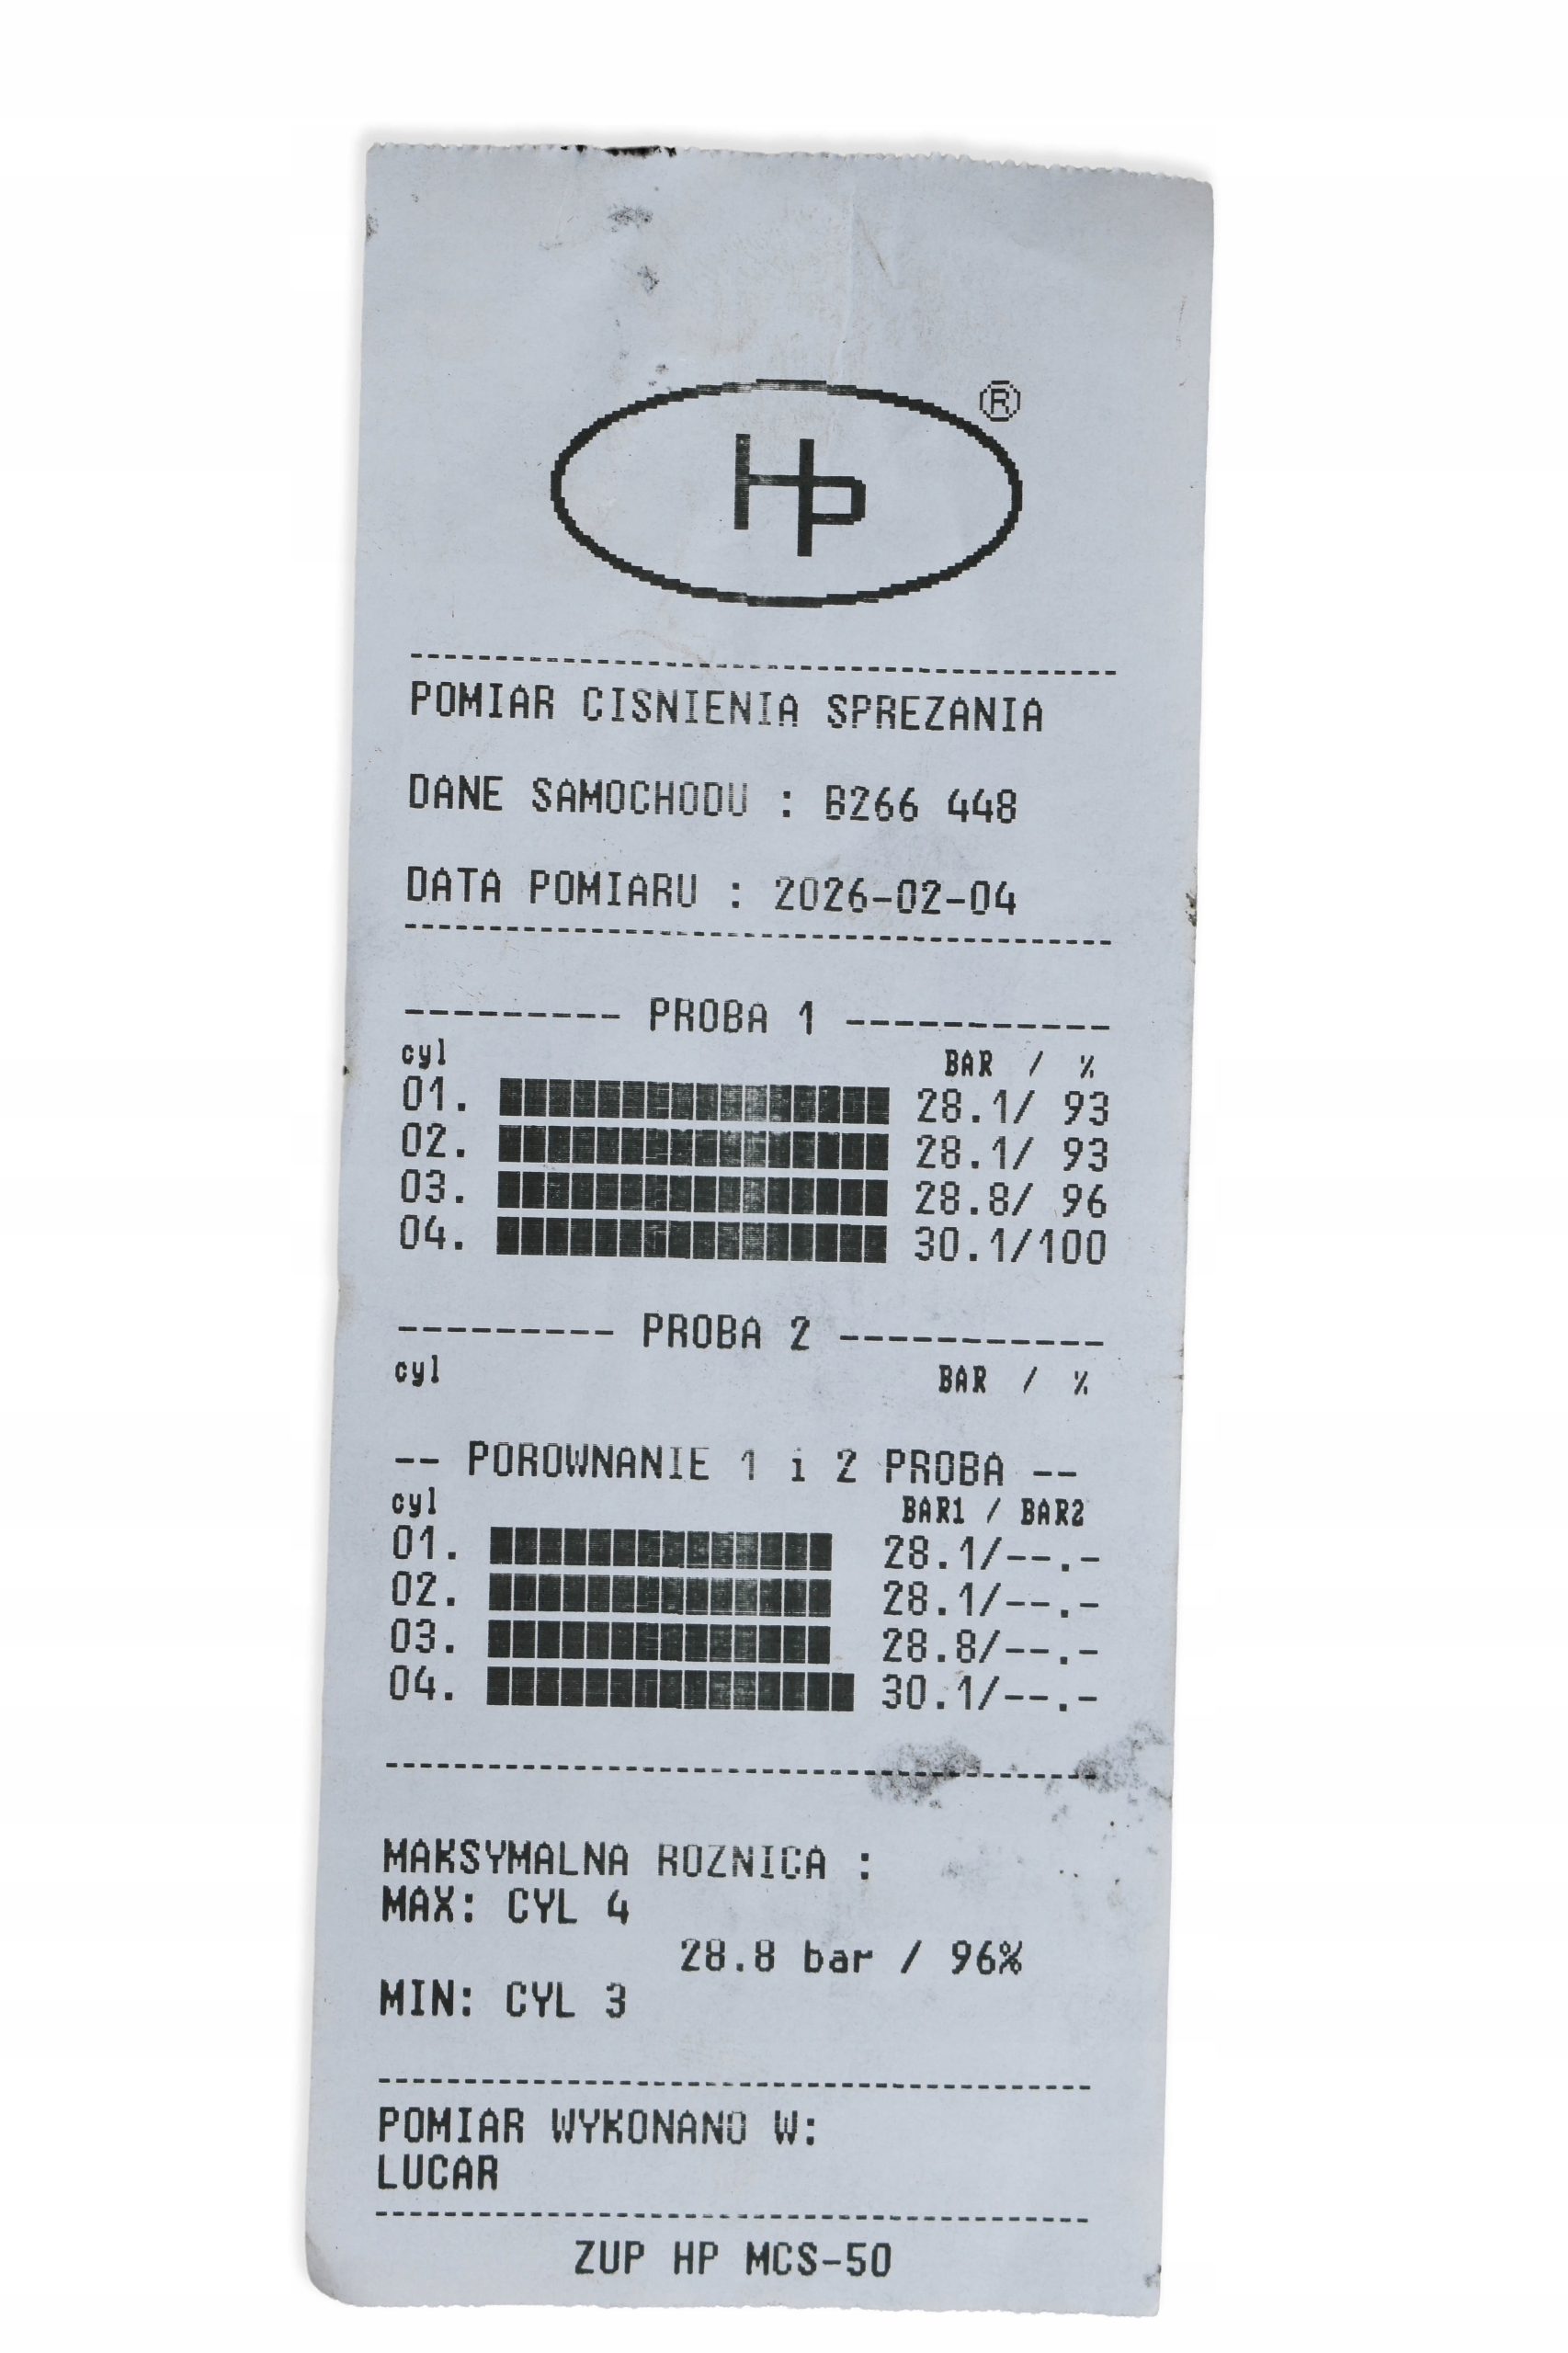 Hp ®
POMIAR CISNIENIA SPREZANIA
DANE SAMOCHODU : B266 448
DATA POMIARU : 2026-02-04
--------- PROBA 1 -----------
cyl BAR / %
01. 28.1/ 93
02. 28.1/ 93
03. 28.8/ 96
04. 30.1/100
--------- PROBA 2 -----------
cyl BAR / %
-- POROWNANIE 1 i 2 PROBA --
cyl BAR1 / BAR2
01. 28.1/--.-
02. 28.1/--.-
03. 28.8/--.-
04. 30.1/--.-
MAKSYMALNA ROZNICA :
MAX: CYL 4
28.8 bar / 96%
MIN: CYL 3
POMIAR WYKONANO W:
LUCAR
ZUP HP MCS-50